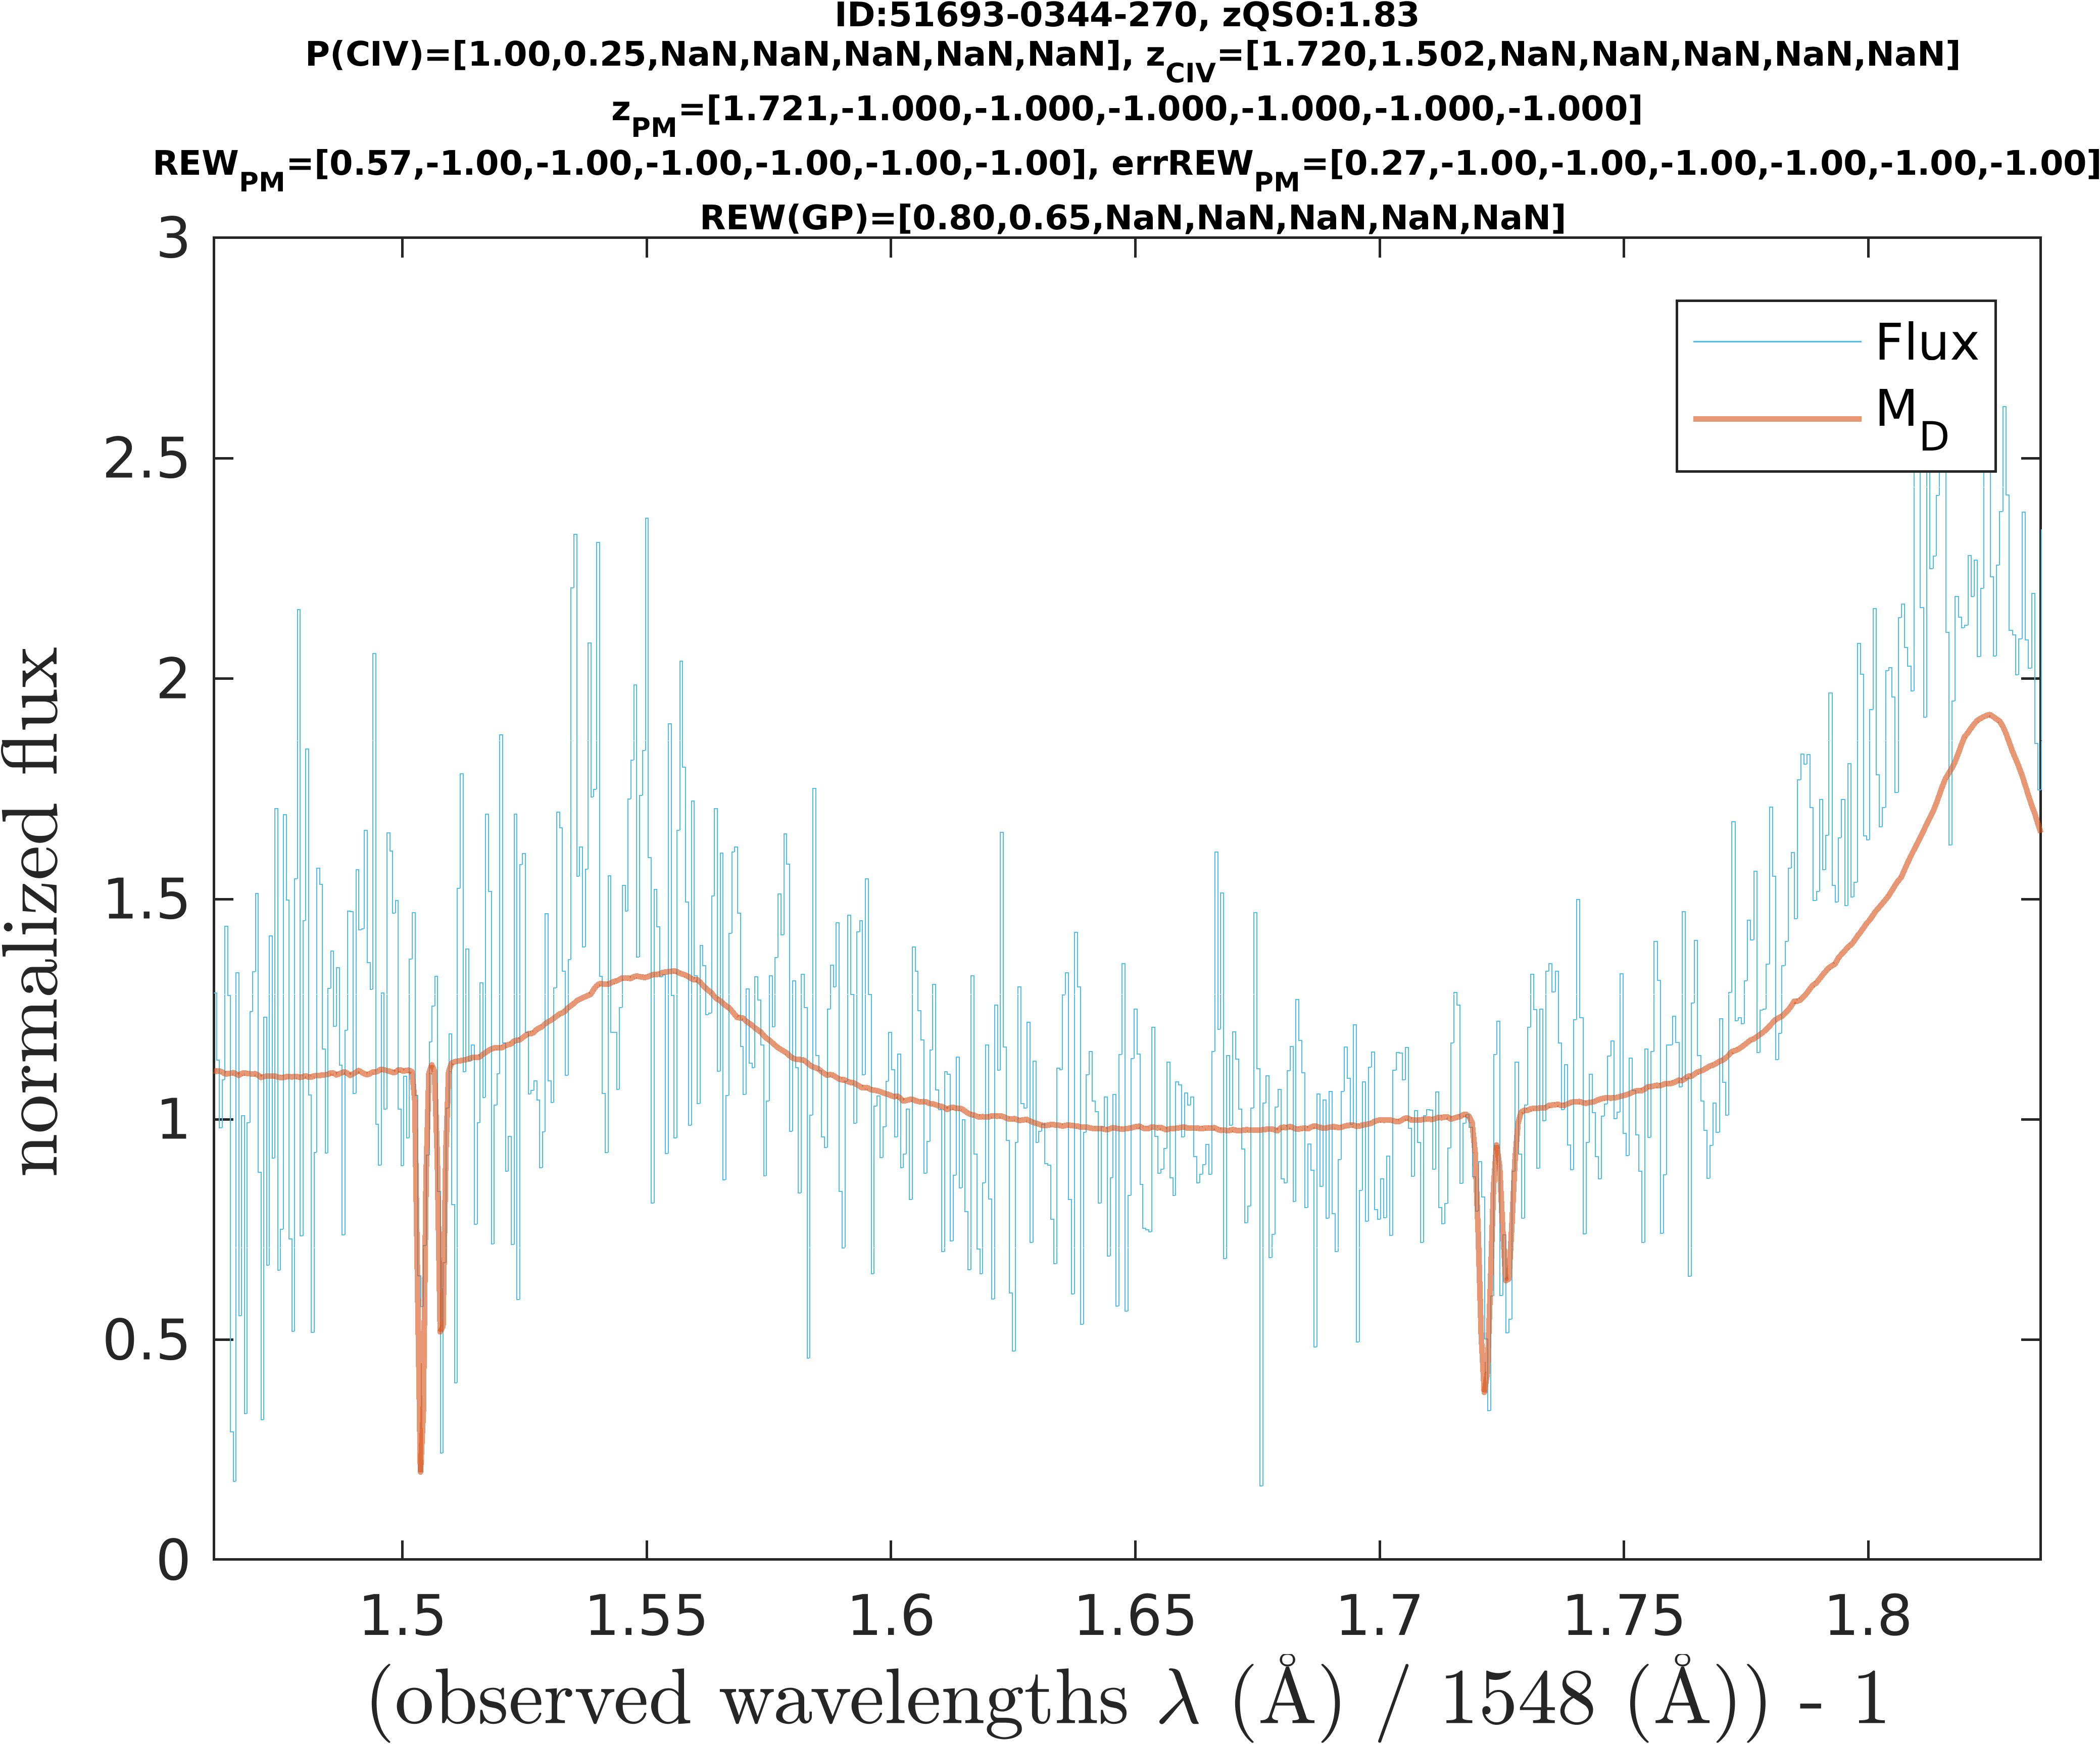 ID:51693-0344-270, zQSO:1.83
P(CIV)=[1.00,0.25,NaN,NaN,NaN,NaN,NaN], zCIV=[1.720,1.502,NaN,NaN,NaN,NaN,NaN]
zPM=[1.721,-1.000,-1.000,-1.000,-1.000,-1.000,-1.000]
REWPM=[0.57,-1.00,-1.00,-1.00,-1.00,-1.00,-1.00], errREWPM=[0.27,-1.00,-1.00,-1.00,-1.00,-1.00,-1.00]
REW(GP)=[0.80,0.65,NaN,NaN,NaN,NaN,NaN]
3
2.5
2
1.5
1
0.5
0
normalized flux
Flux
MD
1.5 1.55 1.6 1.65 1.7 1.75 1.8
(observed wavelengths λ (Å) / 1548 (Å)) - 1